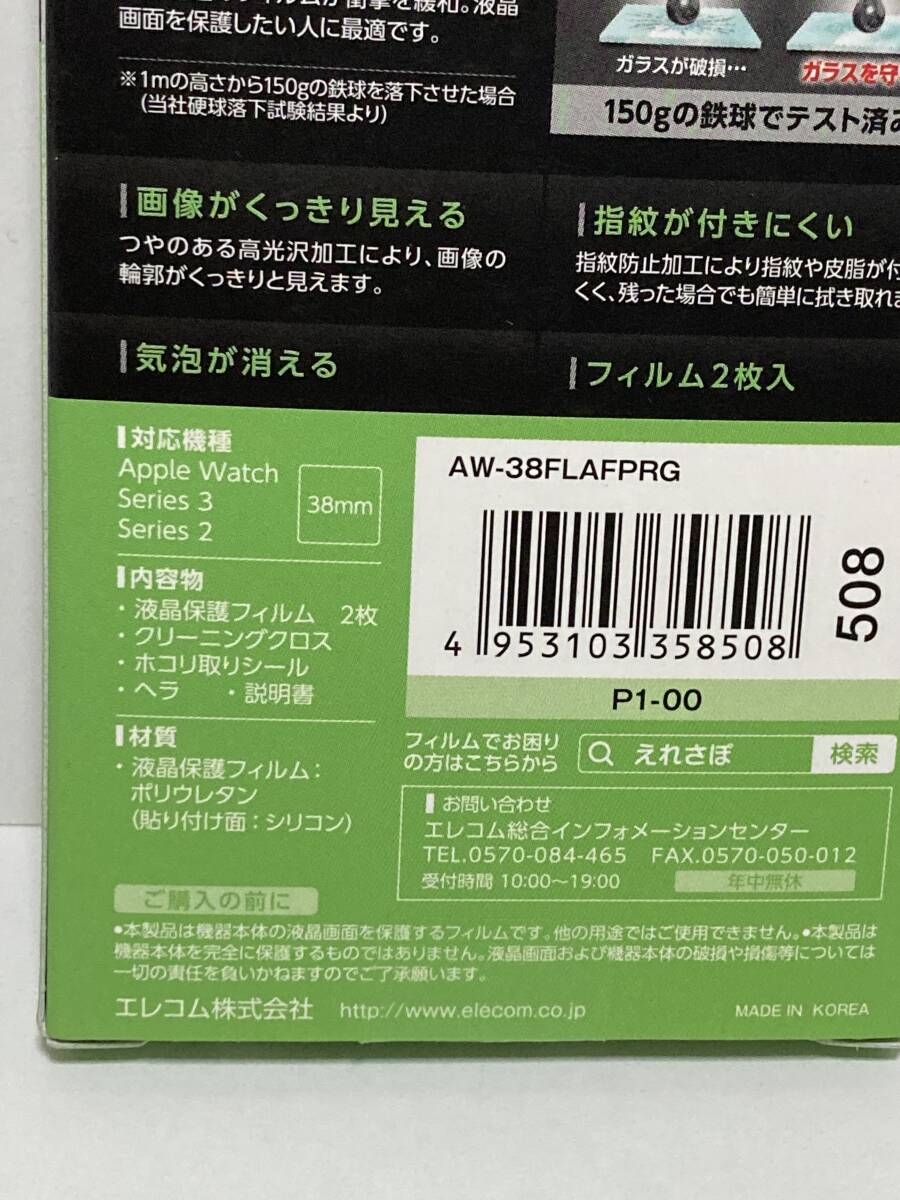 フィルムが衝撃を緩和。液晶
画面を保護したい人に最適です。
※1mの高さから150gの鉄球を落下させた場合
(当社硬球落下試験結果より)
ガラスが破損…
ガラスを守
150gの鉄球でテスト済み
画像がくっきり見える
つやのある高光沢加工により、画像の
輪郭がくっきりと見えます。
指紋が付きにくい
指紋防止加工により指紋や皮脂が付
くく、残った場合でも簡単に拭き取れま
気泡が消える
フィルム2枚入
対応機種
Apple Watch
Series 3
Series 2
38mm
内容物
・液晶保護フィルム 2枚
・クリーニングクロス
・ホコリ取りシール
・ヘラ ・説明書
材質
・液晶保護フィルム:
ポリウレタン
(貼り付け面:シリコン)
AW-38FLAFPRG
4 953103 358508
508
P1-00
フィルムでお困り
の方はこちらから
えれさぽ 検索
お問い合わせ
エレコム総合インフォメーションセンター
TEL.0570-084-465 FAX.0570-050-012
受付時間 10:00~19:00 年中無休
ご購入の前に
●本製品は機器本体の液晶画面を保護するフィルムです。他の用途ではご使用できません。●本製品は
機器本体を完全に保護するものではありません。液晶画面および機器本体の破損や損傷等については
一切の責任を負いかねますのでご了承願います。
エレコム株式会社 http://www.elecom.co.jp
MADE IN KOREA